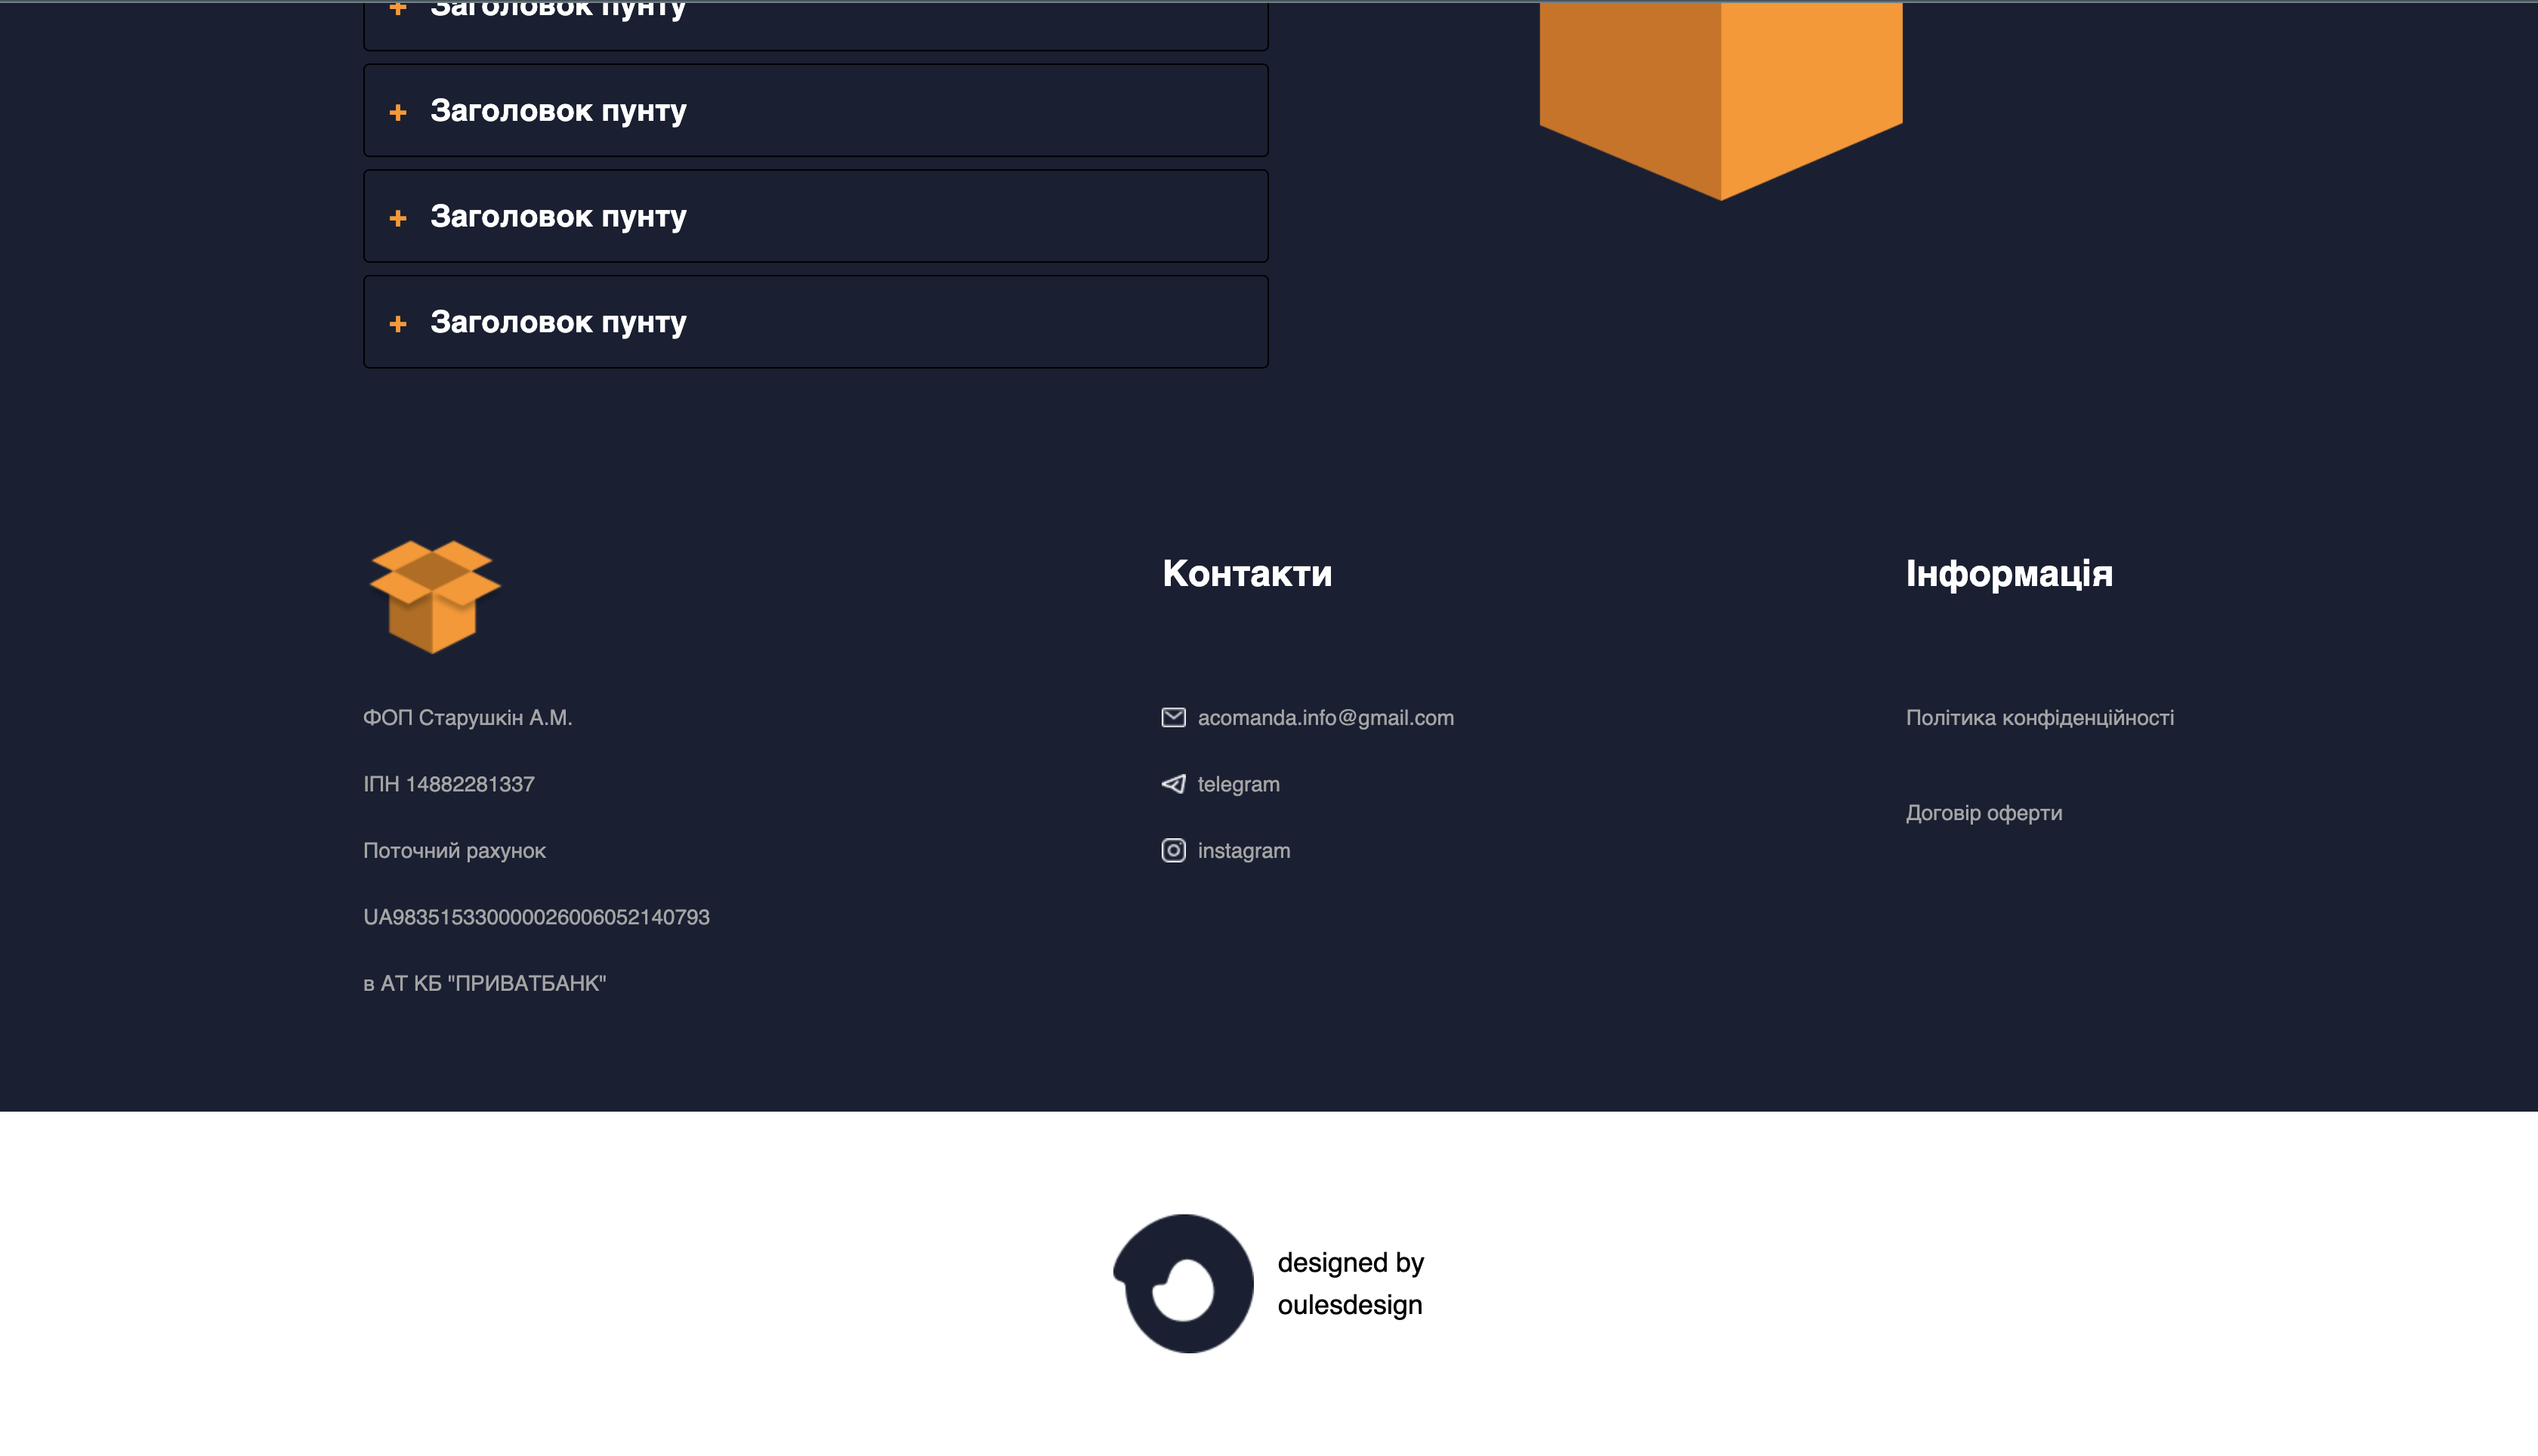 Заголовок пунту
Заголовок пунту
Заголовок пунту
Заголовок пунту
Контакти
Інформація
ФОП Старушкін А.М.
ІПН 14882281337
Поточний рахунок
UA983515330000026006052140793
в АТ КБ "ПРИВАТБАНК"
acomanda.info@gmail.com
telegram
instagram
Політика конфіденційності
Договір оферти
designed by
oulesdesign